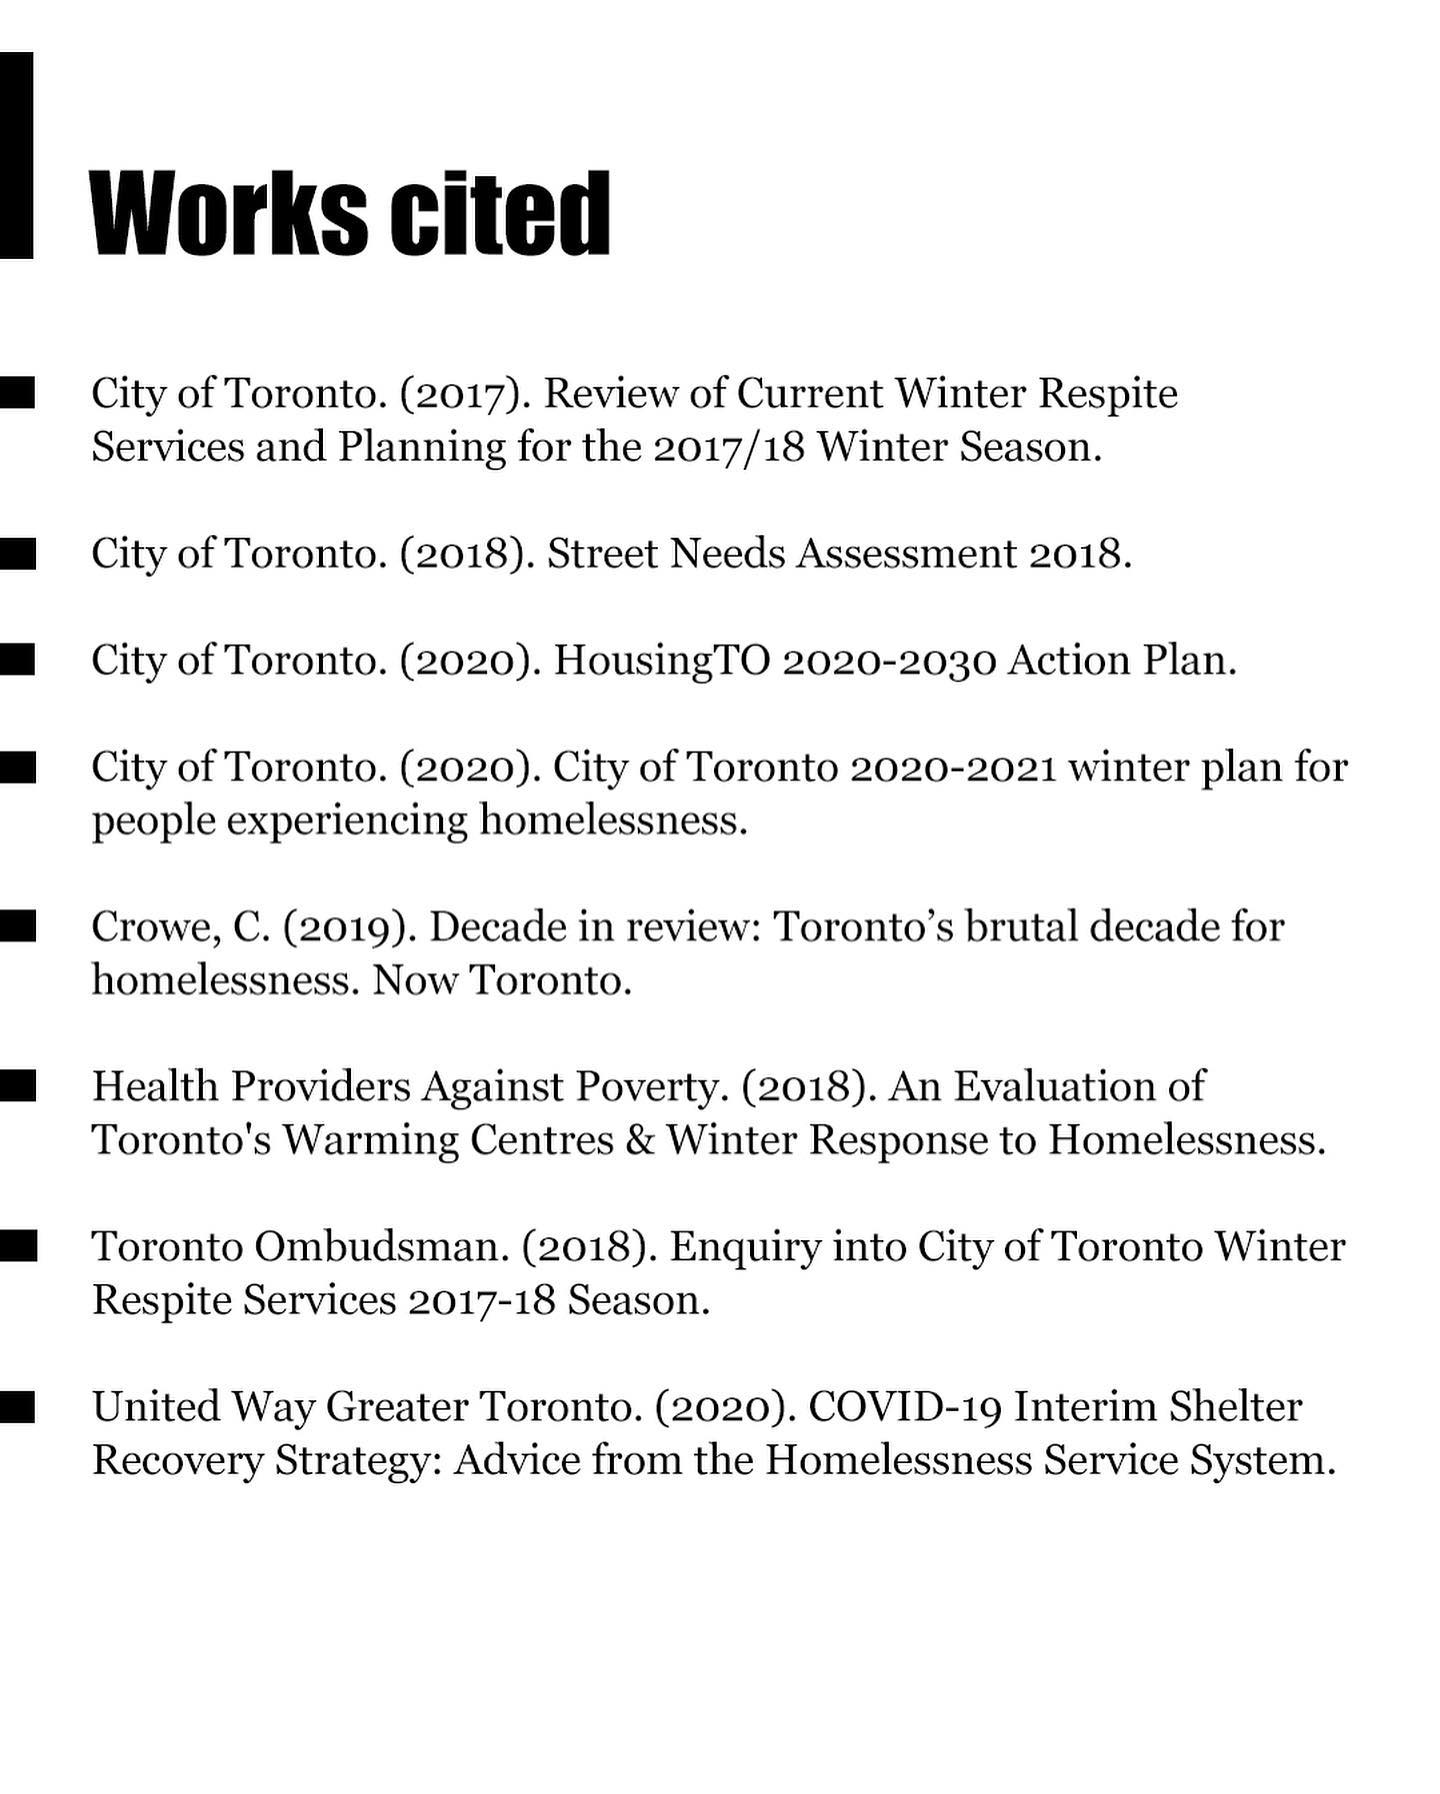 Works cited
City of Toronto. (2017). Review of Current Winter Respite
Services and Planning for the 2017/18 Winter Season.
City of Toronto. (2018). Street Needs Assessment 2018.
City of Toronto. (2020). HousingTO 2020-2030 Action Plan.
City of Toronto. (2020). City of Toronto 2020-2021 winter plan for
people experiencing homelessness.
Crowe, C. (2019). Decade in review: Toronto’s brutal decade for
homelessness. Now Toronto.
Health Providers Against Poverty. (2018). An Evaluation of
Toronto's Warming Centres & Winter Response to Homelessness.
Toronto Ombudsman. (2018). Enquiry into City of Toronto Winter
Respite Services 2017-18 Season.
United Way Greater Toronto. (2020). COVID-19 Interim Shelter
Recovery Strategy: Advice from the Homelessness Service System.